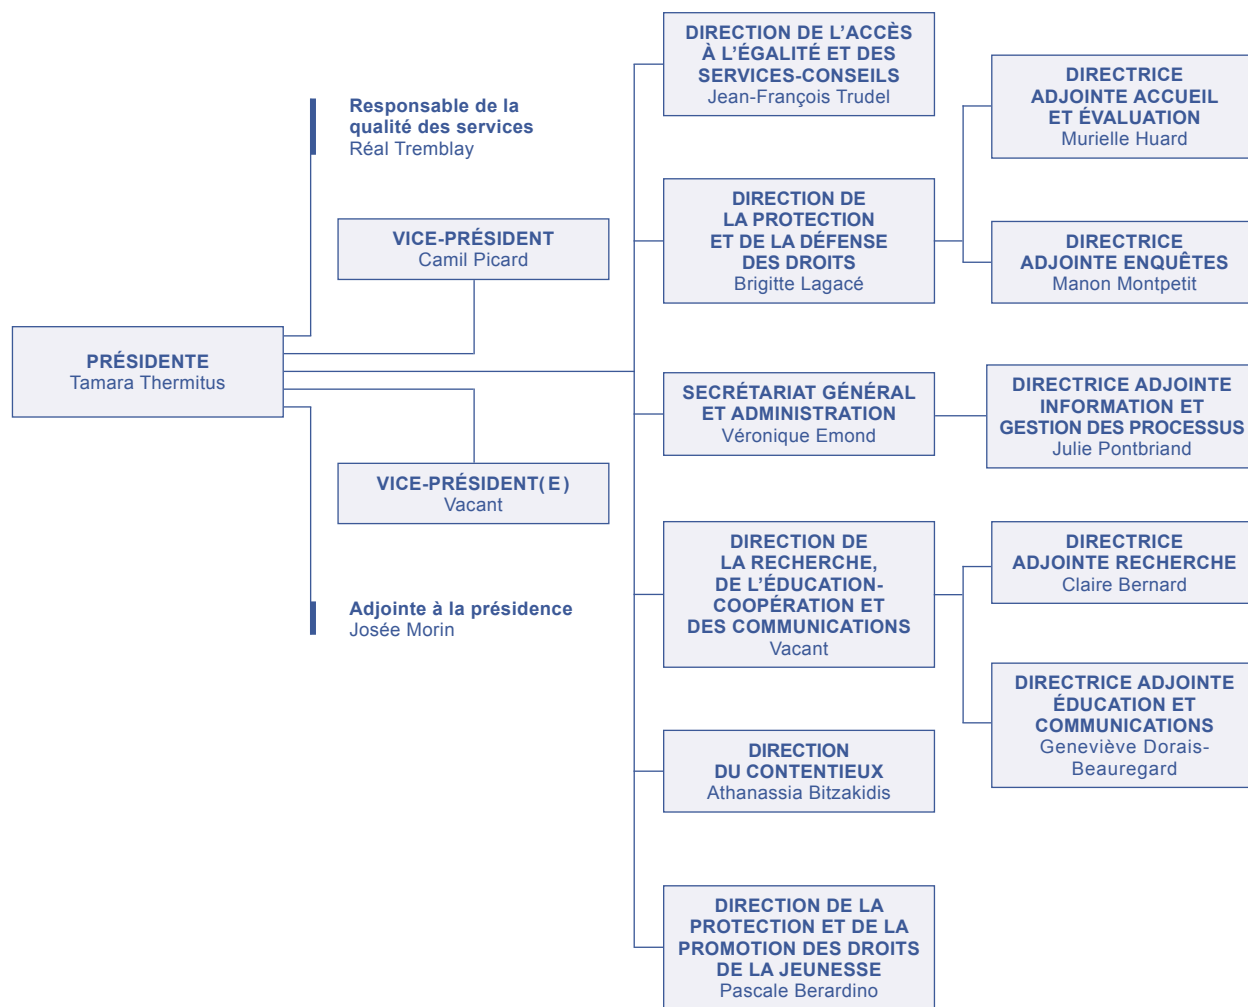 PRÉSIDENTE
Tamara Thermitus
Responsable de la
qualité des services
Réal Tremblay
VICE-PRÉSIDENT
Camil Picard
VICE-PRÉSIDENT(E)
Vacant
Adjointe à la présidence
Josée Morin
DIRECTION DE L’ACCÈS
À L’ÉGALITÉ ET DES
SERVICES-CONSEILS
Jean-François Trudel
DIRECTION DE
LA PROTECTION
ET DE LA DÉFENSE
DES DROITS
Brigitte Lagacé
DIRECTRICE
ADJOINTE ACCUEIL
ET ÉVALUATION
Murielle Huard
DIRECTRICE
ADJOINTE ENQUÊTES
Manon Montpetit
SECRÉTARIAT GÉNÉRAL
ET ADMINISTRATION
Véronique Emond
DIRECTRICE ADJOINTE
INFORMATION ET
GESTION DES PROCESSUS
Julie Pontbriand
DIRECTION DE
LA RECHERCHE,
DE L’ÉDUCATION-
COOPÉRATION ET
DES COMMUNICATIONS
Vacant
DIRECTRICE
ADJOINTE RECHERCHE
Claire Bernard
DIRECTRICE ADJOINTE
ÉDUCATION ET
COMMUNICATIONS
Geneviève Dorais-
Beauregard
DIRECTION
DU CONTENTIEUX
Athanassia Bitzakidis
DIRECTION DE LA
PROTECTION ET DE LA
PROMOTION DES DROITS
DE LA JEUNESSE
Pascale Berardino